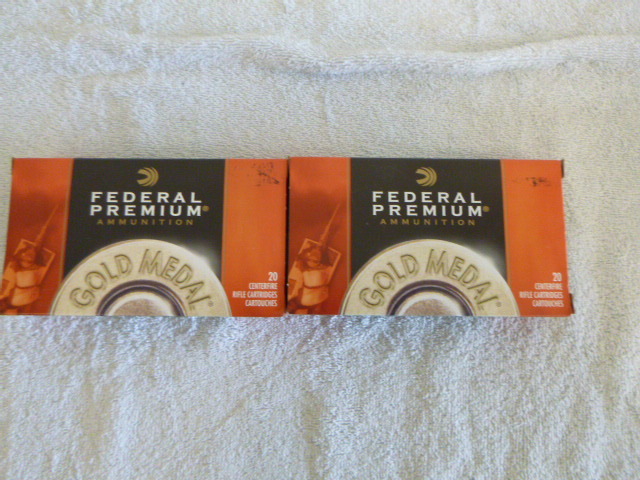 FEDERAL
PREMIUM®
AMMUNITION
GOLD MEDAL
20
CENTERFIRE
RIFLE CARTRIDGES
CARTOUCHES
FEDERAL
PREMIUM®
AMMUNITION
GOLD MEDAL
20
CENTERFIRE
RIFLE CARTRIDGES
CARTOUCHES